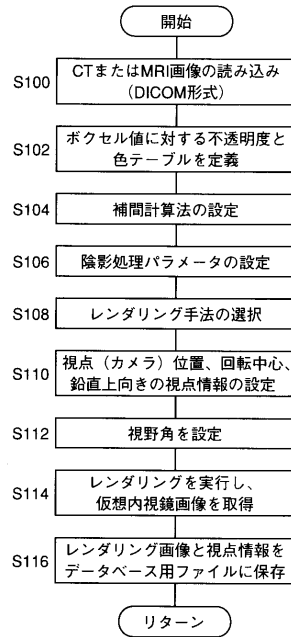 開始
S100
CTまたはMRI画像の読み込み
(DICOM形式)
S102
ボクセル値に対する不透明度と
色テーブルを定義
S104
補間計算法の設定
S106
陰影処理パラメータの設定
S108
レンダリング手法の選択
S110
視点（カメラ）位置、回転中心、
鉛直上向きの視点情報の設定
S112
視野角を設定
S114
レンダリングを実行し、
仮想内視鏡画像を取得
S116
レンダリング画像と視点情報を
データベース用ファイルに保存
リターン